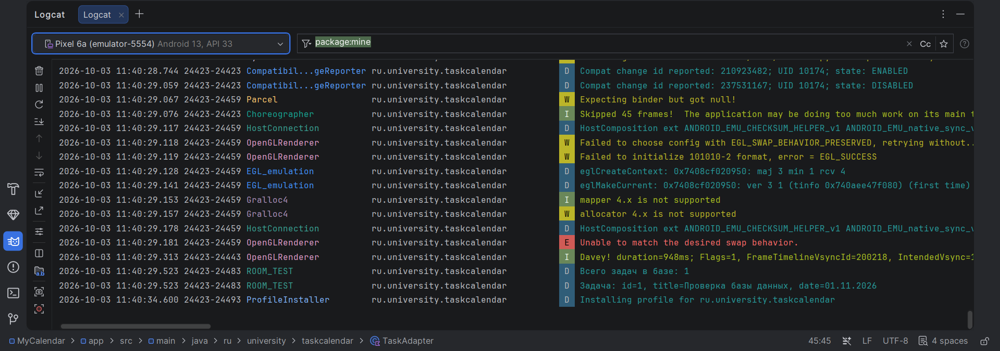 Logcat Logcat
Pixel 6a (emulator-5554) Android 13, API 33 package:mine Cc
2026-10-03 11:40:28.744 24423-24423 Compatibil...geReporter ru.university.taskcalendar D Compat change id reported: 210923482; UID 10174; state: ENABLED
2026-10-03 11:40:29.059 24423-24423 Compatibil...geReporter ru.university.taskcalendar D Compat change id reported: 237531167; UID 10174; state: DISABLED
2026-10-03 11:40:29.067 24423-24459 Parcel ru.university.taskcalendar W Expecting binder but got null!
2026-10-03 11:40:29.076 24423-24423 Choreographer ru.university.taskcalendar I Skipped 45 frames!  The application may be doing too much work on its main t
2026-10-03 11:40:29.117 24423-24459 HostConnection ru.university.taskcalendar D HostComposition ext ANDROID_EMU_CHECKSUM_HELPER_v1 ANDROID_EMU_native_sync_v
2026-10-03 11:40:29.118 24423-24459 OpenGLRenderer ru.university.taskcalendar W Failed to choose config with EGL_SWAP_BEHAVIOR_PRESERVED, retrying without..
2026-10-03 11:40:29.119 24423-24459 OpenGLRenderer ru.university.taskcalendar W Failed to initialize 101010-2 format, error = EGL_SUCCESS
2026-10-03 11:40:29.128 24423-24459 EGL_emulation ru.university.taskcalendar D eglCreateContext: 0x7408cf020950: maj 3 min 1 rcv 4
2026-10-03 11:40:29.141 24423-24459 EGL_emulation ru.university.taskcalendar D eglMakeCurrent: 0x7408cf020950: ver 3 1 (tinfo 0x740aee47f080) (first time)
2026-10-03 11:40:29.153 24423-24459 Gralloc4 ru.university.taskcalendar I mapper 4.x is not supported
2026-10-03 11:40:29.157 24423-24459 Gralloc4 ru.university.taskcalendar W allocator 4.x is not supported
2026-10-03 11:40:29.178 24423-24459 HostConnection ru.university.taskcalendar D HostComposition ext ANDROID_EMU_CHECKSUM_HELPER_v1 ANDROID_EMU_native_sync_v
2026-10-03 11:40:29.181 24423-24459 OpenGLRenderer ru.university.taskcalendar E Unable to match the desired swap behavior.
2026-10-03 11:40:29.313 24423-24443 OpenGLRenderer ru.university.taskcalendar I Davey! duration=948ms; Flags=1, FrameTimelineVsyncId=200218, IntendedVsync=1
2026-10-03 11:40:29.523 24423-24483 ROOM_TEST ru.university.taskcalendar D Всего задач в базе: 1
2026-10-03 11:40:29.523 24423-24483 ROOM_TEST ru.university.taskcalendar D Задача: id=1, title=Проверка базы данных, date=01.11.2026
2026-10-03 11:40:34.600 24423-24493 ProfileInstaller ru.university.taskcalendar D Installing profile for ru.university.taskcalendar
MyCalendar > app > src > main > java > ru > university > taskcalendar > TaskAdapter 45:45 LF UTF-8 4 spaces